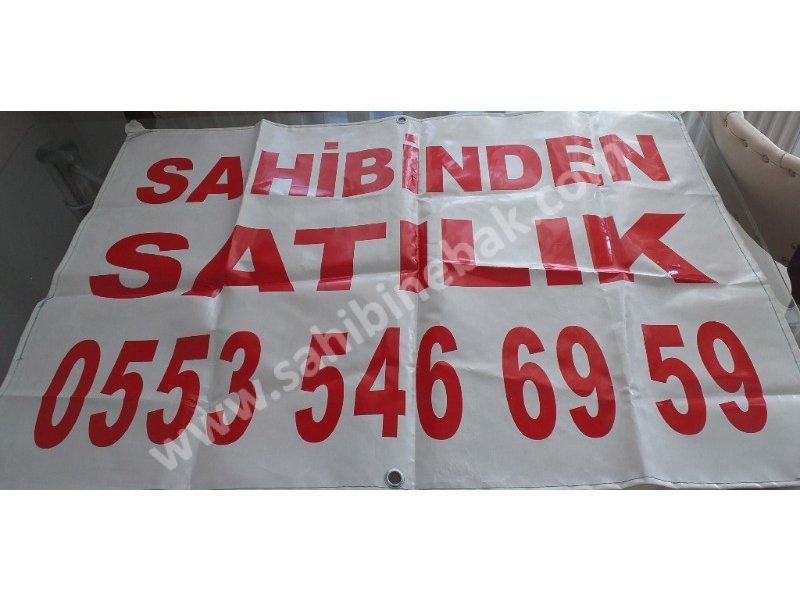 SAHİBİNDEN
SATILIK
0553 546 69 59
www.sahibinebak.com